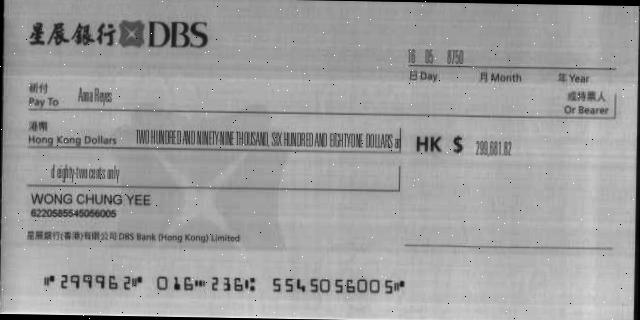 星展銀行 DBS
16 05 8750
日 Day 月 Month 年 Year
祈付
Pay To Anna Reyes
或持票人
Or Bearer
港幣
Hong Kong Dollars TWO HUNDRED AND NINETY-NINE THOUSAND, SIX HUNDRED AND EIGHTY-ONE DOLLARS an
HK $ 299,681.82
d eighty-two cents only
WONG CHUNG YEE
6220585545056005
星展銀行(香港)有限公司 DBS Bank (Hong Kong) Limited
⑈299962⑈ 016⑉236⑆ 5545056005⑈